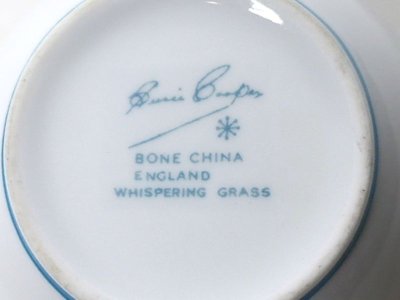 Susie Cooper
BONE CHINA
ENGLAND
WHISPERING GRASS